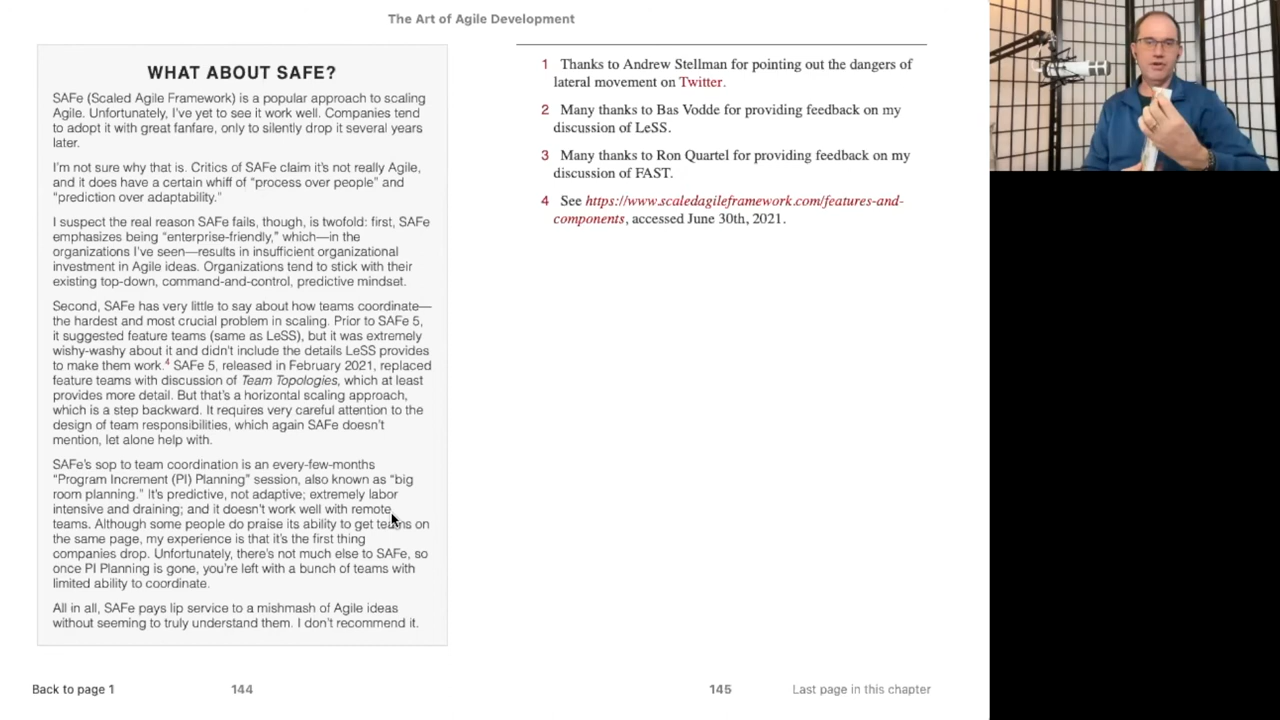 The Art of Agile Development
WHAT ABOUT SAFE?
SAFe (Scaled Agile Framework) is a popular approach to scaling
Agile. Unfortunately, I've yet to see it work well. Companies tend
to adopt it with great fanfare, only to silently drop it several years
later.
I'm not sure why that is. Critics of SAFe claim it's not really Agile,
and it does have a certain whiff of “process over people” and
“prediction over adaptability.”
I suspect the real reason SAFe fails, though, is twofold: first, SAFe
emphasizes being “enterprise-friendly,” which—in the
organizations I've seen—results in insufficient organizational
investment in Agile ideas. Organizations tend to stick with their
existing top-down, command-and-control, predictive mindset.
Second, SAFe has very little to say about how teams coordinate—
the hardest and most crucial problem in scaling. Prior to SAFe 5,
it suggested feature teams (same as LeSS), but it was extremely
wishy-washy about it and didn't include the details LeSS provides
to make them work.4 SAFe 5, released in February 2021, replaced
feature teams with discussion of Team Topologies, which at least
provides more detail. But that's a horizontal scaling approach,
which is a step backward. It requires very careful attention to the
design of team responsibilities, which again SAFe doesn't
mention, let alone help with.
SAFe's sop to team coordination is an every-few-months
“Program Increment (PI) Planning” session, also known as “big
room planning.” It's predictive, not adaptive; extremely labor
intensive and draining; and it doesn't work well with remote
teams. Although some people do praise its ability to get teams on
the same page, my experience is that it's the first thing
companies drop. Unfortunately, there's not much else to SAFe, so
once PI Planning is gone, you're left with a bunch of teams with
limited ability to coordinate.
All in all, SAFe pays lip service to a mishmash of Agile ideas
without seeming to truly understand them. I don't recommend it.
1 Thanks to Andrew Stellman for pointing out the dangers of
lateral movement on Twitter.
2 Many thanks to Bas Vodde for providing feedback on my
discussion of LeSS.
3 Many thanks to Ron Quartel for providing feedback on my
discussion of FAST.
4 See https://www.scaledagileframework.com/features-and-
components, accessed June 30th, 2021.
Back to page 1
144
145
Last page in this chapter